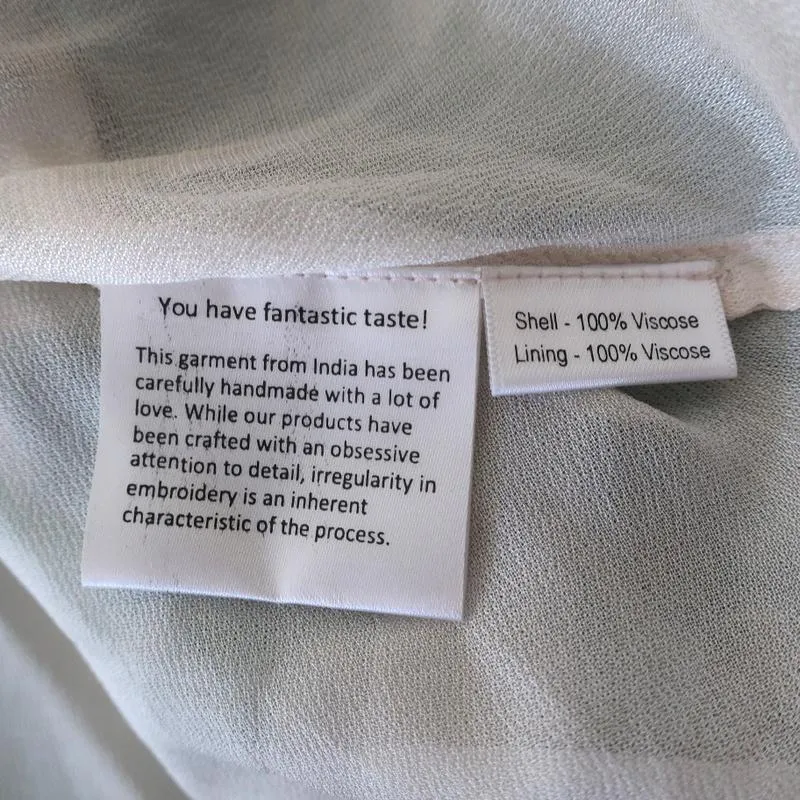 You have fantastic taste!
This garment from India has been
carefully handmade with a lot of
love. While our products have
been crafted with an obsessive
attention to detail, irregularity in
embroidery is an inherent
characteristic of the process.
Shell - 100% Viscose
Lining - 100% Viscose